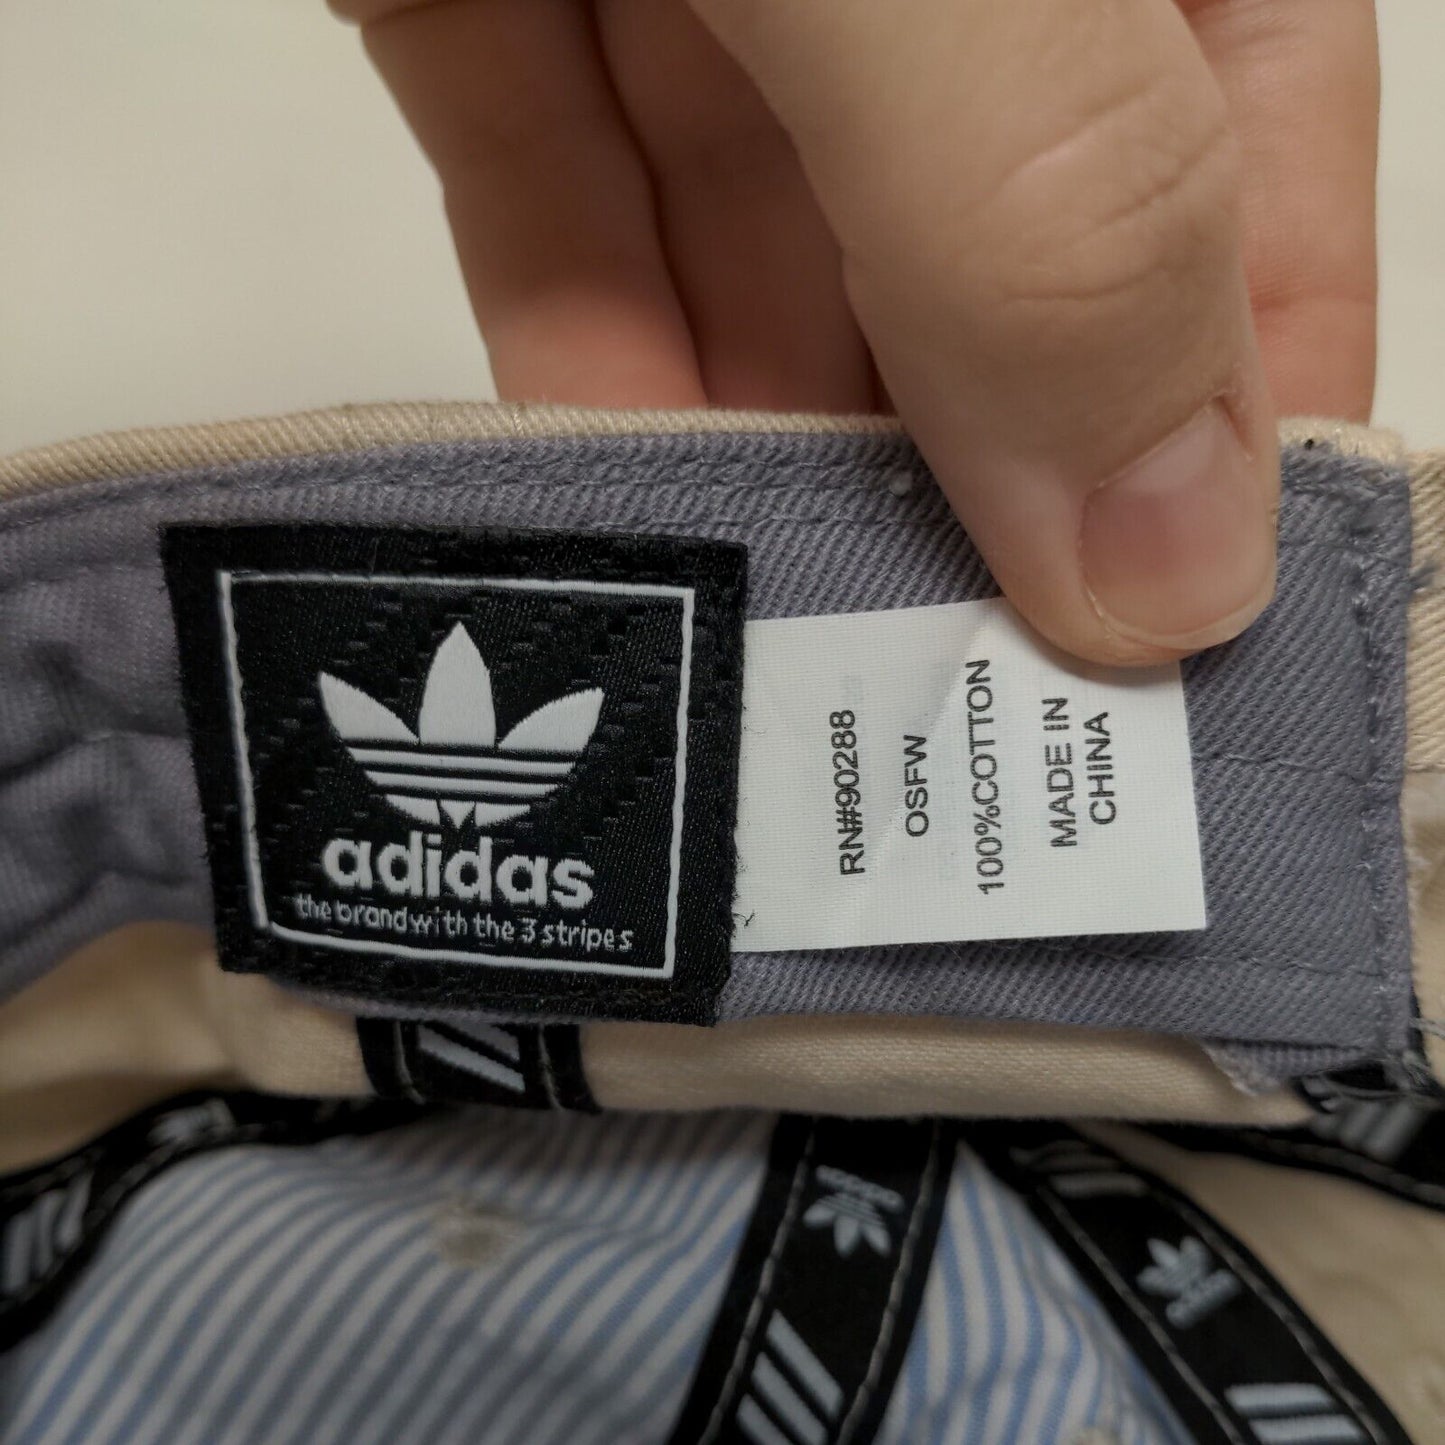 adidas
the brand with the 3 stripes
RN#90288
OSFW
100%COTTON
MADE IN
CHINA